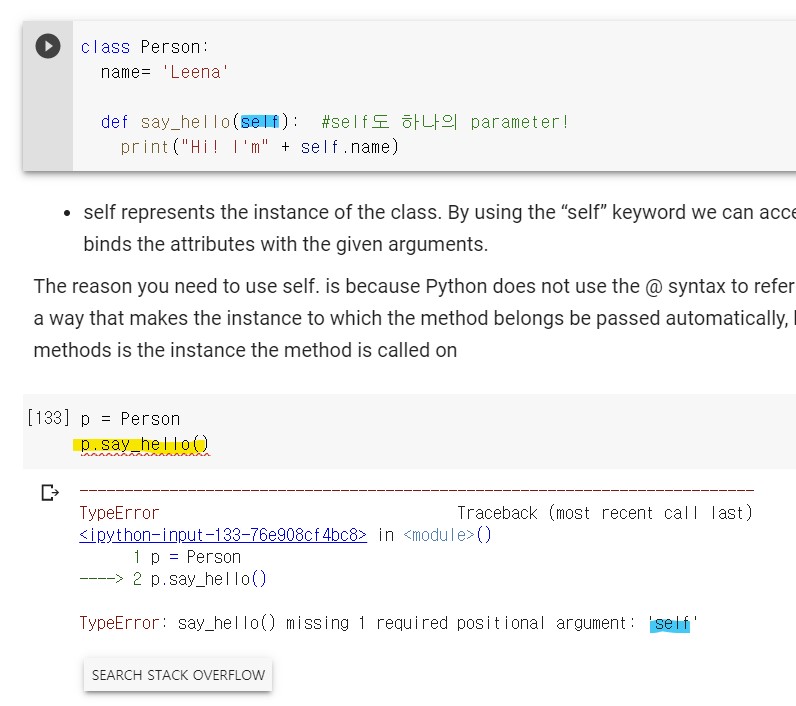 class Person:
name= 'Leena'
def say_hello(self): #self도 하나의 parameter!
print("Hi! I'm" + self.name)
• self represents the instance of the class. By using the “self” keyword we can acce
binds the attributes with the given arguments.
The reason you need to use self. is because Python does not use the @ syntax to refer
a way that makes the instance to which the method belongs be passed automatically,
methods is the instance the method is called on
[133] p = Person
p.say_hello()
TypeError Traceback (most recent call last)
<ipython-input-133-76e908cf4bc8> in <module>()
1 p = Person
----> 2 p.say_hello()
TypeError: say_hello() missing 1 required positional argument: 'self'
SEARCH STACK OVERFLOW